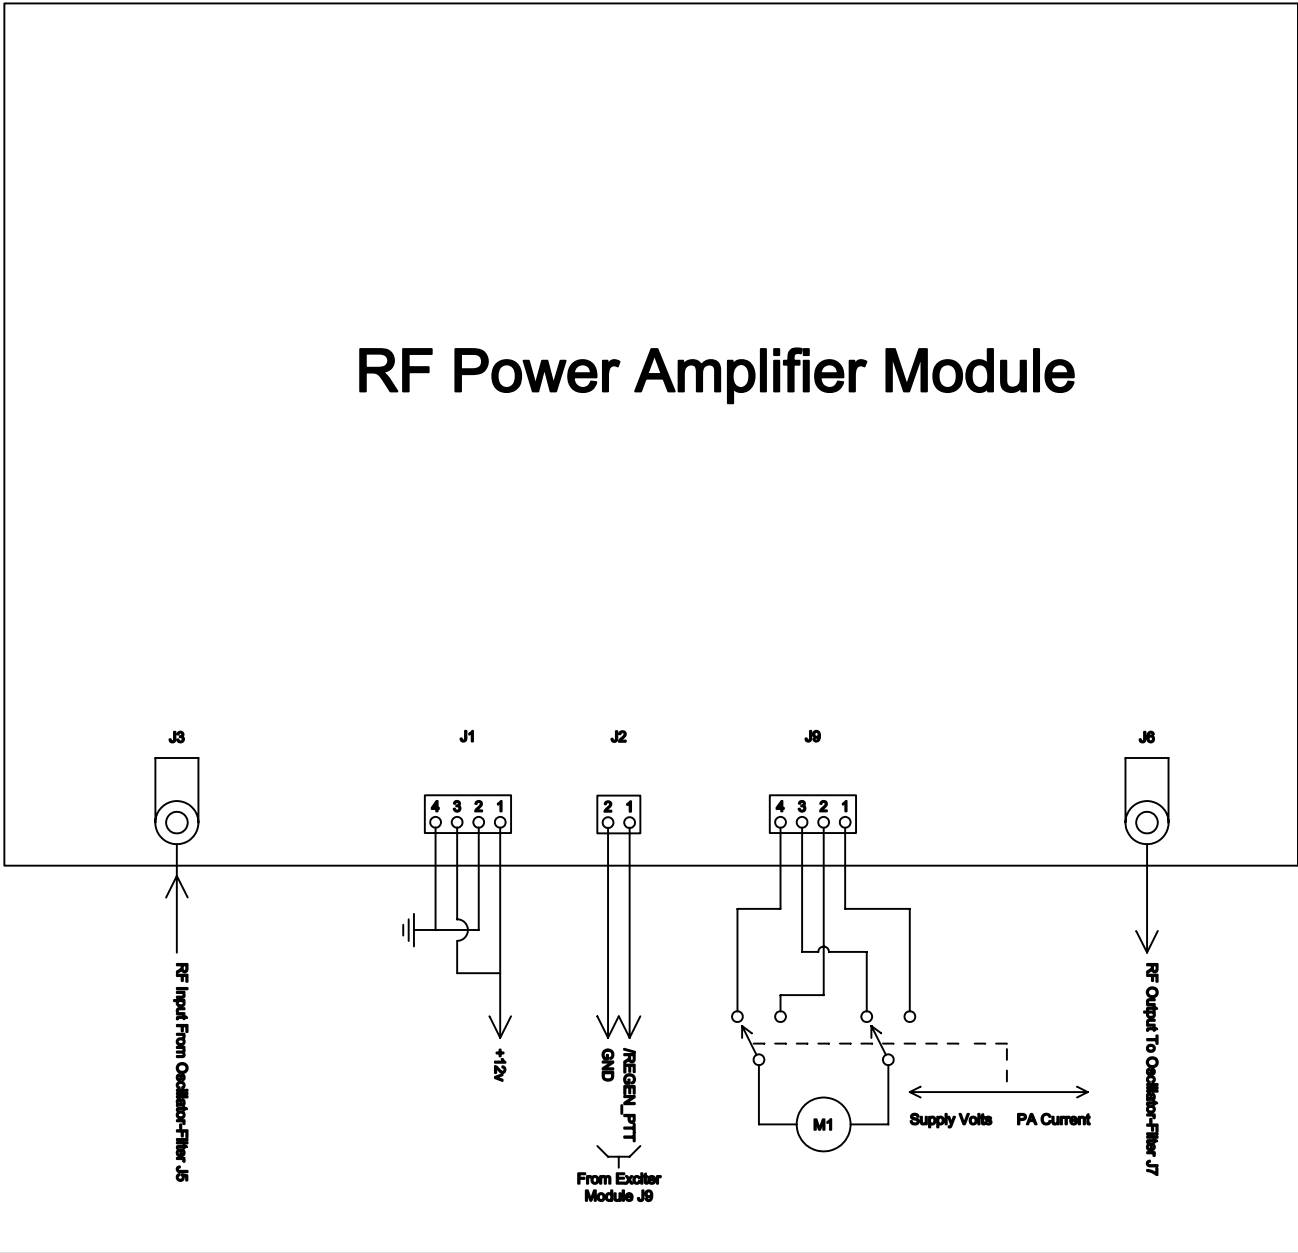 RF Power Amplifier Module
J3
J1
J2
J9
J6
4 3 2 1
2 1
4 3 2 1
RF Input From Oscillator-Filter J5
+12v
GND
/REGEN_PTT
From Exciter
Module J9
M1
Supply Volts
PA Current
RF Output To Oscillator-Filter J7